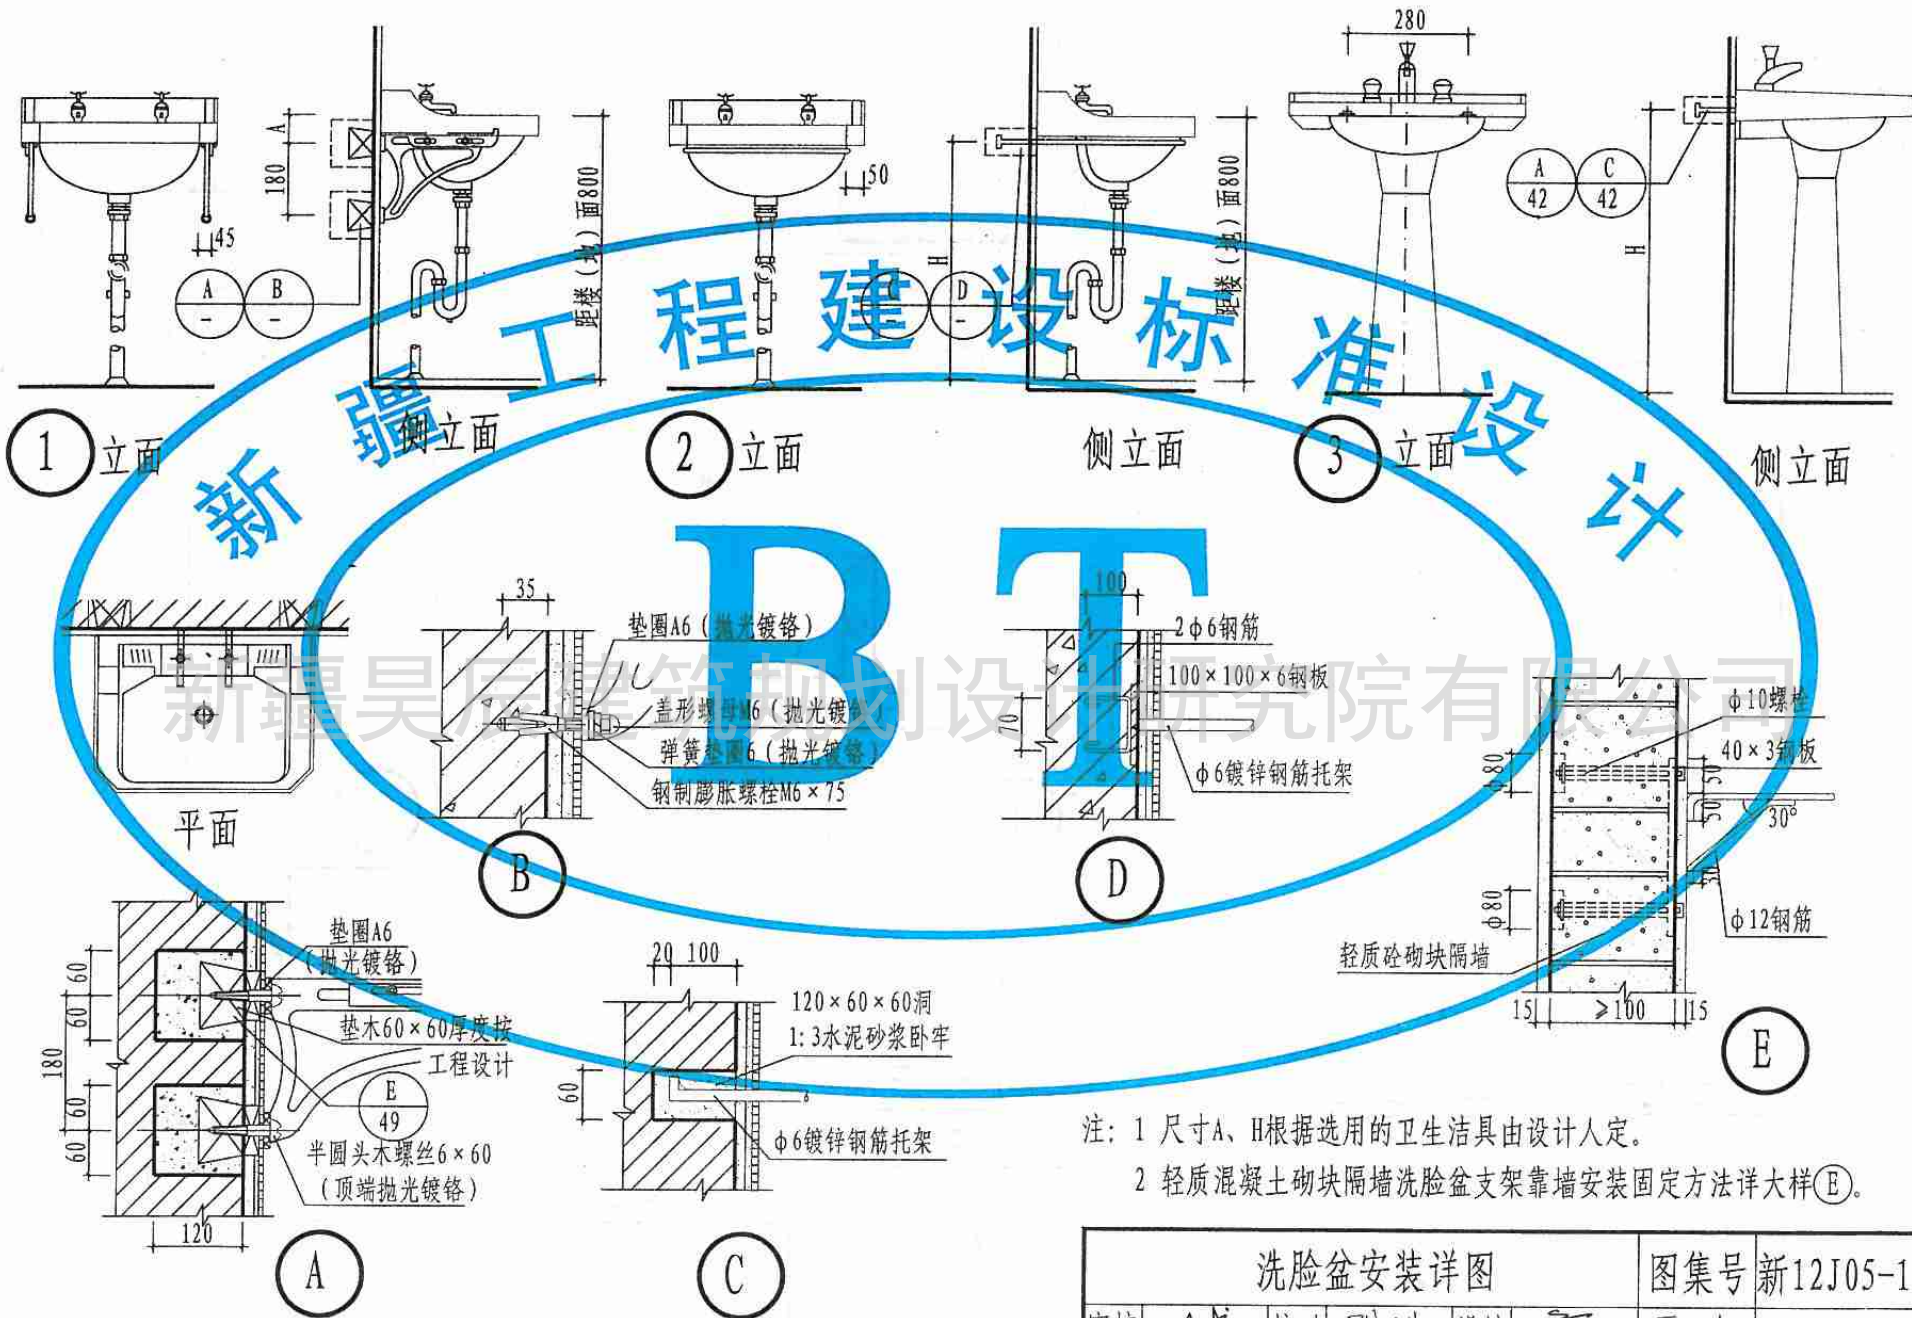 280
A
180
45
A
-
B
-
距楼(地)面800
50
H
C
-
D
-
距楼(地)面800
A
42
C
42
H
1 立面
侧立面
2 立面
侧立面
3 立面
侧立面
新疆工程建设标准设计
BT
新疆昊辰建筑规划设计研究院有限公司
平面
35
垫圈A6(抛光镀铬)
盖形螺母M6(抛光镀铬)
弹簧垫圈6(抛光镀铬)
钢制膨胀螺栓M6×75
B
100
2φ6钢筋
100×100×6钢板
70
φ6镀锌钢筋托架
D
φ10螺栓
40×3钢板
φ80
50
50
30°
30
φ80
φ12钢筋
轻质砼砌块隔墙
15
≥100
15
E
垫圈A6
(抛光镀铬)
60
60
180
60
60
垫木60×60厚度按
工程设计
E
49
半圆头木螺丝6×60
(顶端抛光镀铬)
120
A
20 100
120×60×60洞
1:3水泥砂浆卧牢
60
φ6镀锌钢筋托架
C
注: 1 尺寸A、H根据选用的卫生洁具由设计人定。
2 轻质混凝土砌块隔墙洗脸盆支架靠墙安装固定方法详大样E。
洗脸盆安装详图 图集号 新12J05-1